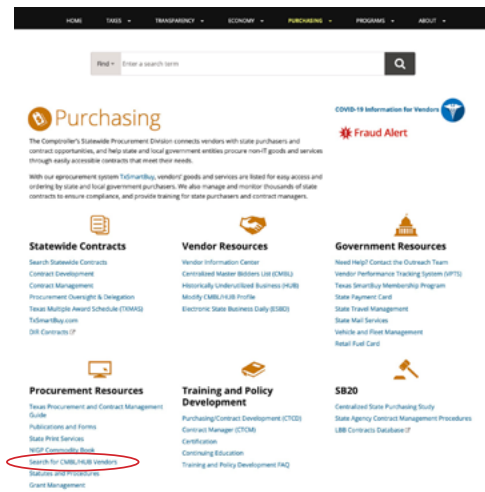 HOME TAXES TRANSPARENCY ECONOMY PURCHASING PROGRAMS ABOUT
Find Enter a search term
Purchasing
COVID-19 Information for Vendors
Fraud Alert
The Comptroller's Statewide Procurement Division connects vendors with state purchasers and
contract opportunities, and help state and local government entities procure non-IT goods and services
through easily accessible contracts that meet their needs.
With our eprocurement system TxSmartBuy, vendors' goods and services are listed for easy access and
ordering by state and local government purchasers. We also manage and monitor thousands of state
contracts to ensure compliance, and provide training for state purchasers and contract managers.
Statewide Contracts
Search Statewide Contracts
Contract Development
Contract Management
Procurement Oversight & Delegation
Texas Multiple Award Schedule (TXMAS)
TxSmartBuy.com
DIR Contracts
Vendor Resources
Vendor Information Center
Centralized Master Bidders List (CMBL)
Historically Underutilized Business (HUB)
Modify CMBL/HUB Profile
Electronic State Business Daily (ESBD)
Government Resources
Need Help? Contact the Outreach Team
Vendor Performance Tracking System (VPTS)
Texas SmartBuy Membership Program
State Payment Card
State Travel Management
State Mail Services
Vehicle and Fleet Management
Retail Fuel Card
Procurement Resources
Texas Procurement and Contract Management
Guide
Publications and Forms
State Print Services
NIGP Commodity Book
Search for CMBL/HUB Vendors
Statutes and Procedures
Grant Management
Training and Policy
Development
Purchasing/Contract Development (CTCD)
Contract Manager (CTCM)
Certification
Continuing Education
Training and Policy Development FAQ
SB20
Centralized State Purchasing Study
State Agency Contract Management Procedures
LBB Contracts Database